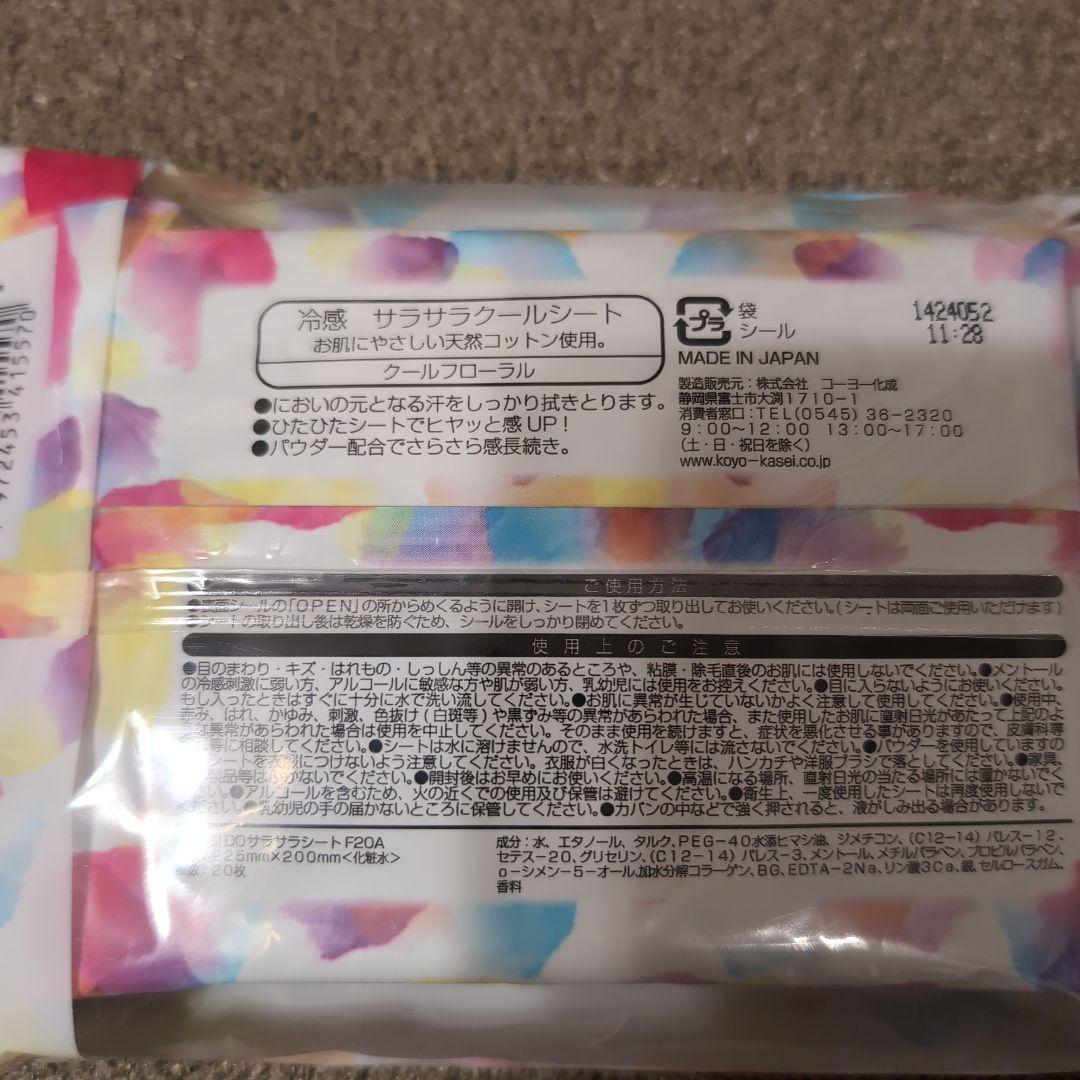 冷感 サラサラクールシート
お肌にやさしい天然コットン使用。
クールフローラル
●においの元となる汗をしっかり拭きとります。
●ひたひたシートでヒヤッと感UP!
●パウダー配合でさらさら感長続き。
プラ
袋
シール
MADE IN JAPAN
1424052
11:28
製造販売元:株式会社 コーヨー化成
静岡県富士市大渕1710-1
消費者窓口:TEL(0545)36-2320
9:00~12:00 13:00~17:00
(土・日・祝日を除く)
www.koyo-kasei.co.jp
972453 415570
ご使用方法
シールの「OPEN」の所からめくるように開け、シートを1枚ずつ取り出してお使いください。(シートは両面ご使用いただけます)
の取り出し後は乾燥を防ぐため、シールをしっかり閉めてください。
使用上のご注意
●目のまわり・キズ・はれもの・しっしん等の異常のあるところや、粘膜・除毛直後のお肌には使用しないでください。●メントール
の冷感刺激に弱い方、アルコールに敏感な方や肌が弱い方、乳幼児には使用をお控えください。●目に入らないようにお使いください。
もし入ったときはすぐに十分に水で洗い流してください。●お肌に異常が生じていないかよく注意して使用してください。●使用中、
赤み、はれ、かゆみ、刺激、色抜け(白斑等)や黒ずみ等の異常があらわれた場合、また使用したお肌に直射日光があたって上記のよ
うな異常があらわれた場合は使用を中止してください。そのまま使用を続けますと、症状を悪化させる事がありますので、皮膚科等
に相談してください。●シートは水に溶けませんので、水洗トイレ等には流さないでください。●パウダーを使用していますの
シートを衣服につけないよう注意してください。衣服が白くなったときは、ハンカチや洋服ブラシで落としてください。●家具、
等はふかないでください。●開封後はお早めにお使いください。●高温になる場所、直射日光の当たる場所には置かないでく
い。●アルコールを含むため、火の近くでの使用及び保管は避けてください。●衛生上、一度使用したシートは再度使用しないで
ください。●乳幼児の手の届かないところに保管してください。●カバンの中などで強く押されると、液がしみ出る場合があります。
DOサラサラシート F20A
225mm×200mm<化粧水>
:20枚
成分:水、エタノール、タルク、PEG-40水添ヒマシ油、ジメチコン、(C12-14)パレス-12、
セテス-20、グリセリン、(C12-14)パレス-3、メントール、メチルパラベン、プロピルパラベン、
o-シメン-5-オール、加水分解コラーゲン、BG、EDTA-2Na、リン酸3Ca、銀、セルロースガム、
香料